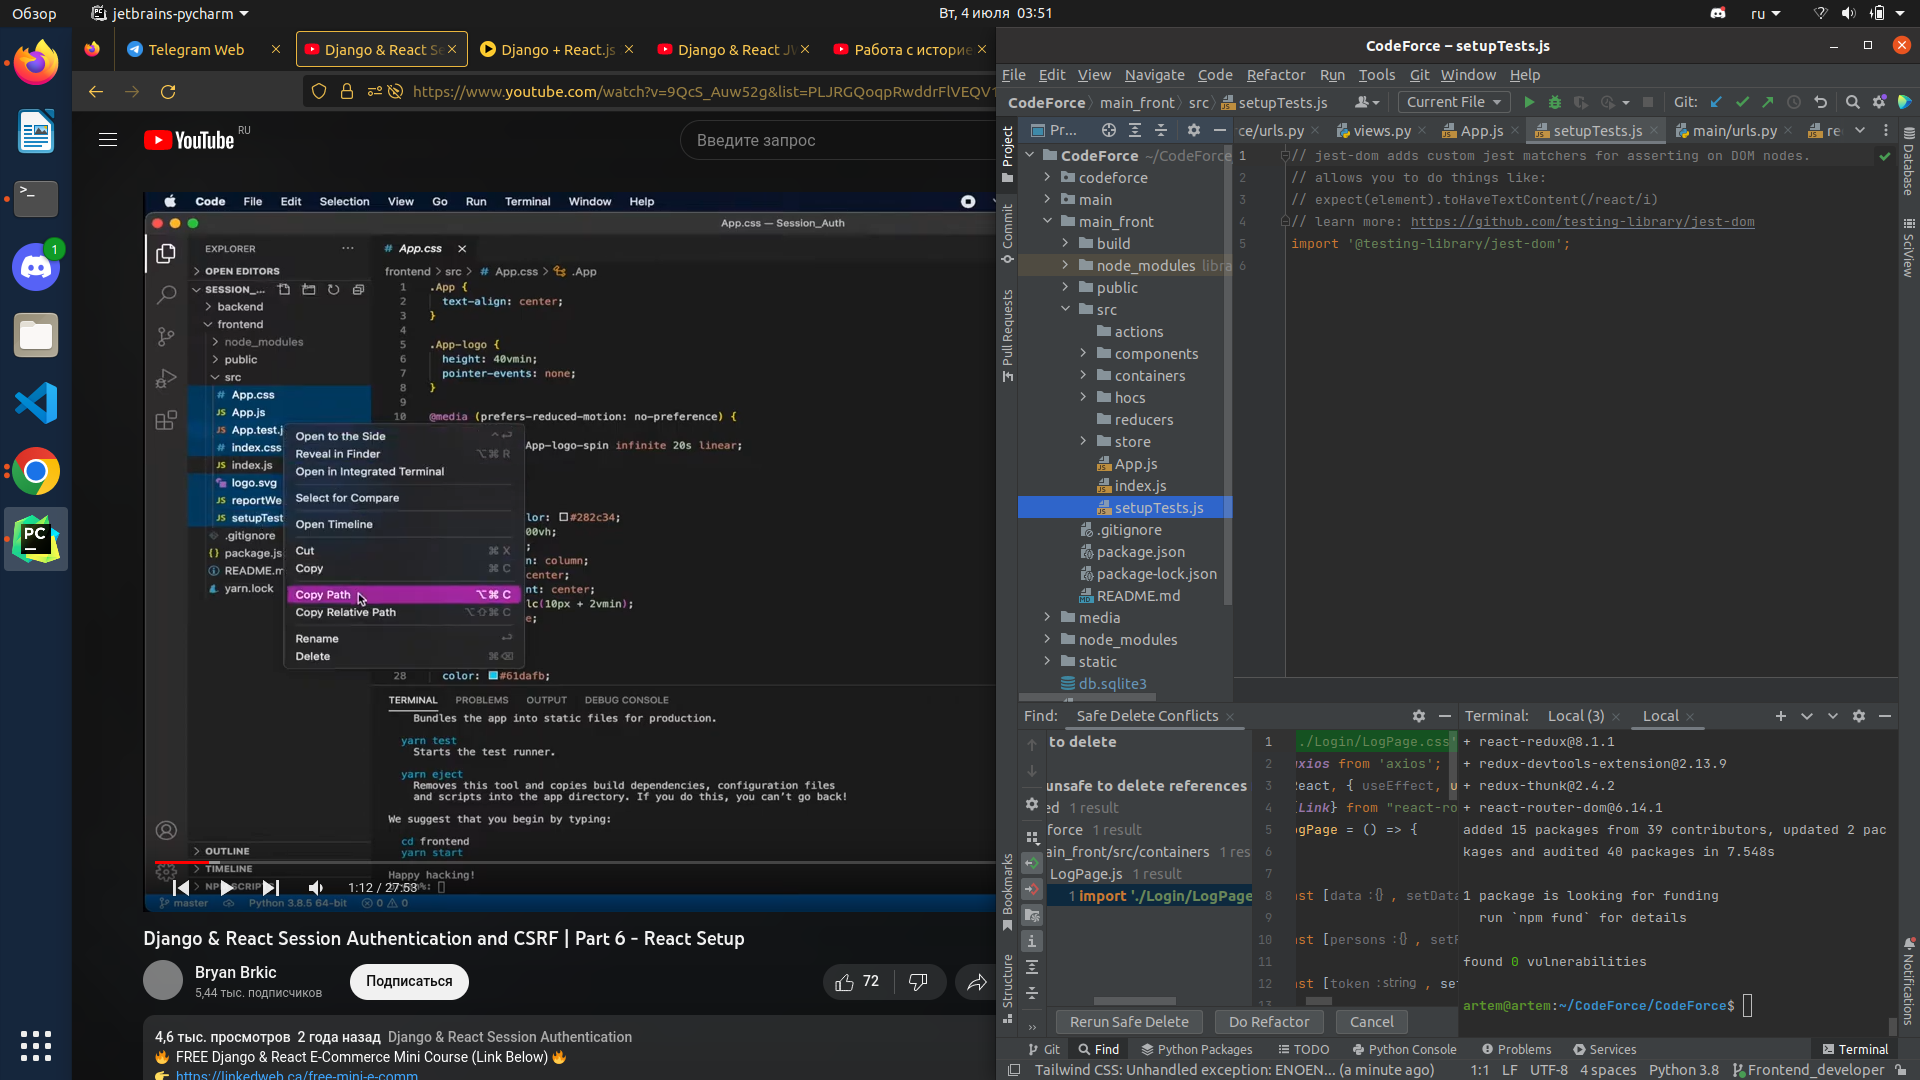 Обзор
jetbrains-pycharm
Вт, 4 июля 03:51
ru
Telegram Web
Django & React Se
Django + React.js
Django & React JV
Работа с историе
https://www.youtube.com/watch?v=9QcS_Auw52g&list=PLJRGQoqpRwddrFlVEQV1
YouTube
RU
Введите запрос
Code File Edit Selection View Go Run Terminal Window Help
App.css — Session_Auth
EXPLORER
OPEN EDITORS
SESSION_...
backend
frontend
node_modules
public
src
App.css
App.js
App.test.j
index.css
index.js
logo.svg
reportWe
setupTest
.gitignore
package.js
README.m
yarn.lock
OUTLINE
TIMELINE
# App.css
frontend > src > # App.css > .App
1 .App {
2 text-align: center;
3 }
4
5 .App-logo {
6 height: 40vmin;
7 pointer-events: none;
8 }
9
10 @media (prefers-reduced-motion: no-preference) {
App-logo-spin infinite 20s linear;
lor: #282c34;
00vh;
;
n: column;
center;
nt: center;
lc(10px + 2vmin);
e;
28 color: #61dafb;
Open to the Side
Reveal in Finder
Open in Integrated Terminal
Select for Compare
Open Timeline
Cut
Copy
Copy Path
Copy Relative Path
Rename
Delete
TERMINAL PROBLEMS OUTPUT DEBUG CONSOLE
Bundles the app into static files for production.
yarn test
Starts the test runner.
yarn eject
Removes this tool and copies build dependencies, configuration files
and scripts into the app directory. If you do this, you can't go back!
We suggest that you begin by typing:
cd frontend
yarn start
Happy hacking!
1:12 / 27:53
master
Python 3.8.5 64-bit
0 0
Django & React Session Authentication and CSRF | Part 6 - React Setup
Bryan Brkic
5,44 тыс. подписчиков
Подписаться
72
4,6 тыс. просмотров 2 года назад Django & React Session Authentication
FREE Django & React E-Commerce Mini Course (Link Below)
https://linkedweb.ca/free-mini-e-comm
CodeForce – setupTests.js
File Edit View Navigate Code Refactor Run Tools Git Window Help
CodeForce main_front src setupTests.js
Current File
Git:
Pr...
ce/urls.py
views.py
App.js
setupTests.js
main/urls.py
re
Project
Commit
Pull Requests
Bookmarks
Structure
Database
SciView
Notifications
CodeForce ~/CodeForce
codeforce
main
main_front
build
node_modules libra
public
src
actions
components
containers
hocs
reducers
store
App.js
index.js
setupTests.js
.gitignore
package.json
package-lock.json
README.md
media
node_modules
static
db.sqlite3
1 // jest-dom adds custom jest matchers for asserting on DOM nodes.
2 // allows you to do things like:
3 // expect(element).toHaveTextContent(/react/i)
4 // learn more: https://github.com/testing-library/jest-dom
5 import '@testing-library/jest-dom';
6
Find: Safe Delete Conflicts
to delete
unsafe to delete references
ed 1 result
force 1 result
ain_front/src/containers 1 res
LogPage.js 1 result
1 import './Login/LogPage
1 ./Login/LogPage.css'
2 axios from 'axios';
3 React, { useEffect, u
4 {Link} from "react-ro
5 ogPage = () => {
6
7
8 nst [data : {} , setData
9
10 nst [persons : {} , setP
11
12 nst [token : string , se
13
Rerun Safe Delete
Do Refactor
Cancel
Terminal: Local (3) Local
+ react-redux@8.1.1
+ redux-devtools-extension@2.13.9
+ redux-thunk@2.4.2
+ react-router-dom@6.14.1
added 15 packages from 39 contributors, updated 2 pac
kages and audited 40 packages in 7.548s
1 package is looking for funding
run `npm fund` for details
found 0 vulnerabilities
artem@artem:~/CodeForce/CodeForce$
Git Find Python Packages TODO Python Console Problems Services Terminal
Tailwind CSS: Unhandled exception: ENOEN... (a minute ago)
1:1 LF UTF-8 4 spaces Python 3.8 Frontend_developer